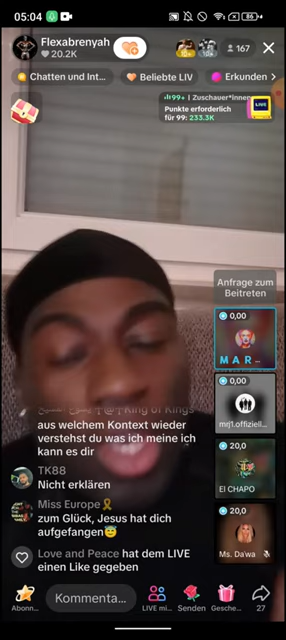 05:04
86
Flexabrenyah
20.2K
10+
10+
167
Chatten und Int...
Beliebte LIV
Erkunden
99+ | Zuschauer*innen
Punkte erforderlich
für 99: 233.3K
LIVE
Anfrage zum
Beitreten
0,00
M A R ...
0,00
mrj1.offiziell...
20,0
El CHAPO
20,0
Ms. Da'wa
King of Kings
aus welchem Kontext wieder
verstehst du was ich meine ich
kann es dir
TK88
Nicht erklären
Miss Europe
zum Glück, Jesus hat dich
aufgefangen😇
Love and Peace hat dem LIVE
einen Like gegeben
Kommenta...
Abonn...
LIVE mi...
Senden
Gesche...
27